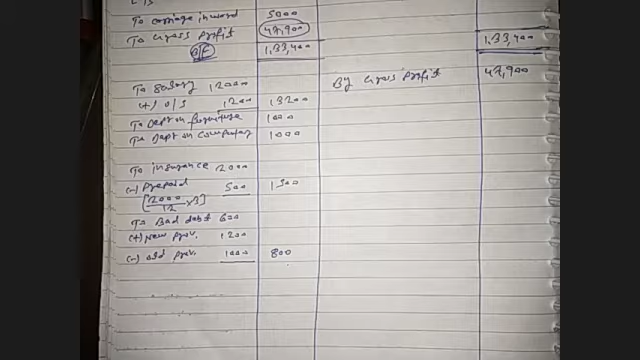 To carriage inward 5000
To Gross Profit 47,900
B/F 1,33,400 1,33,400
To Salary 12000 By Gross Profit 47,900
(+) O/S 1200 13200
To Dept on furniture 1000
To Dept on Computer 1000
To insurance 2000
(-) Prepaid 500 1500
[2000/12 x3]
To Bad debt 600
(+) new prov. 1200
(-) old prov. 1000 800